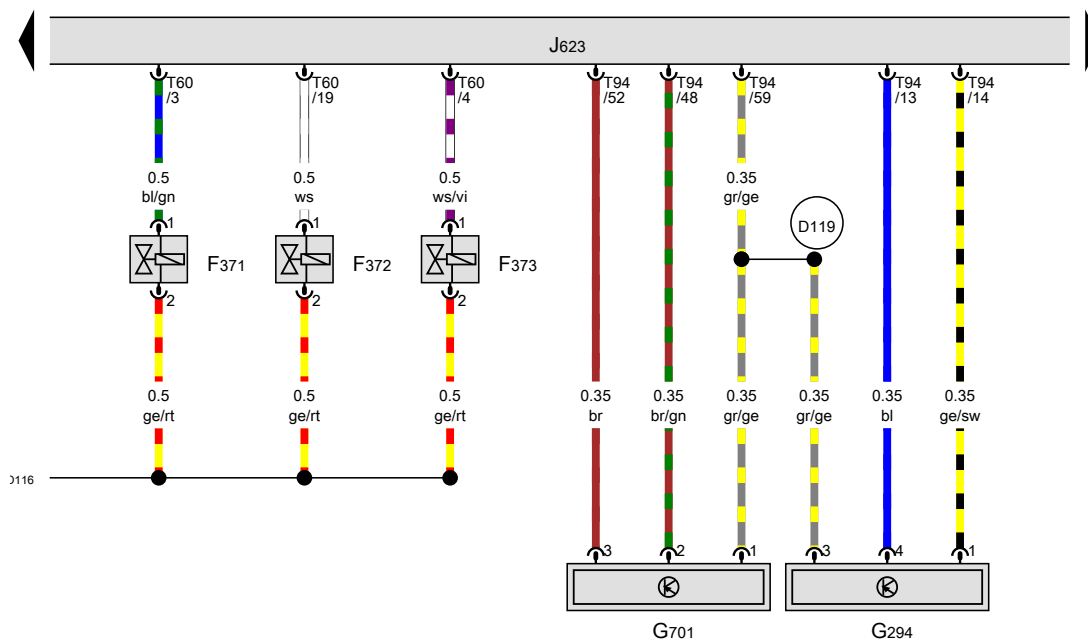 J623
T60
/3
T60
/19
T60
/4
T94
/52
T94
/48
T94
/59
T94
/13
T94
/14
0.5
bl/gn
0.5
ws
0.5
ws/vi
0.35
gr/ge
1
1
1
D119
F371
F372
F373
2
2
2
0.5
ge/rt
0.5
ge/rt
0.5
ge/rt
0.35
br
0.35
br/gn
0.35
gr/ge
0.35
gr/ge
0.35
bl
0.35
ge/sw
D116
3
2
1
3
4
1
G701
G294